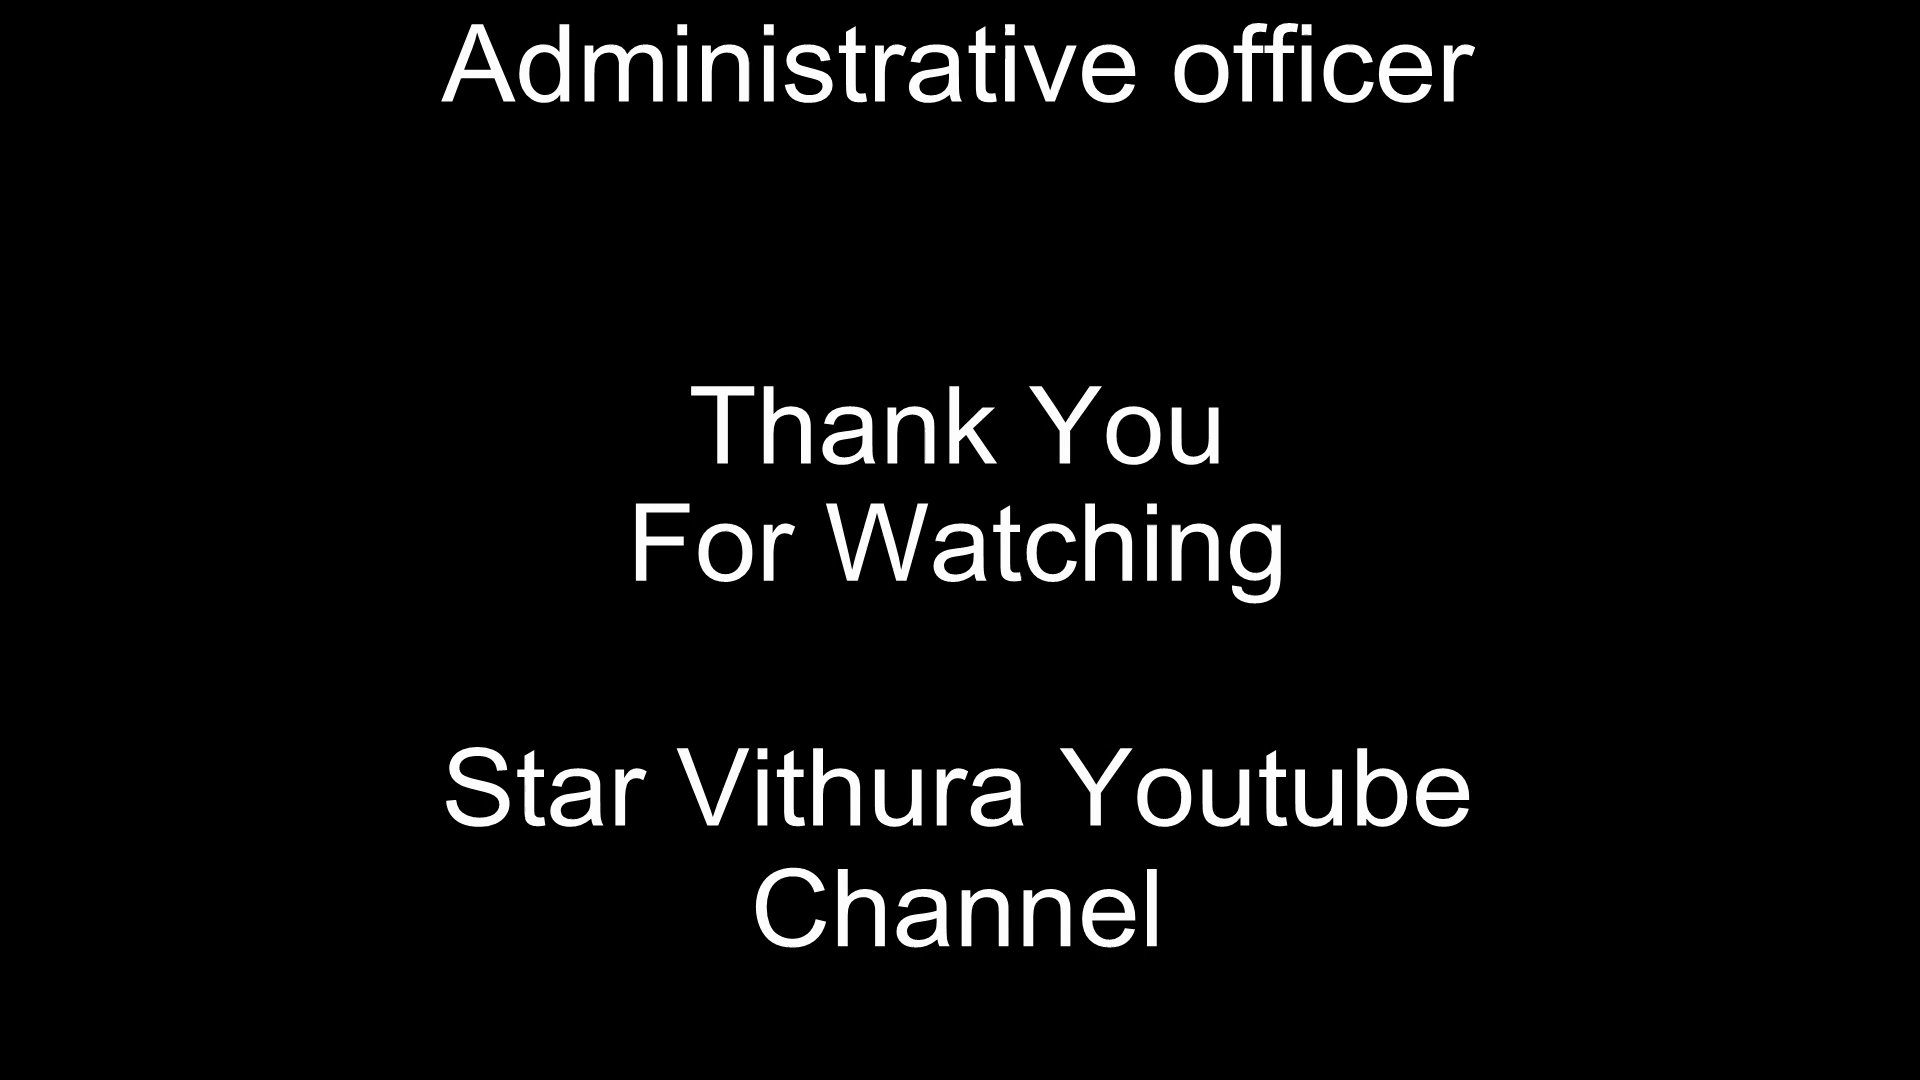 Administrative officer
Thank You
For Watching
Star Vithura Youtube
Channel